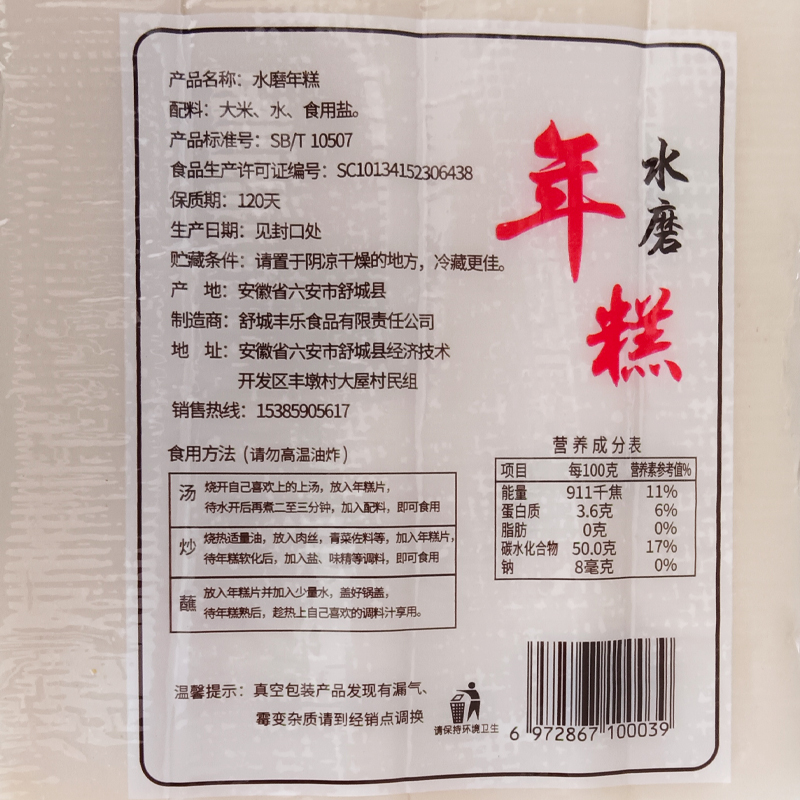 产品名称：水磨年糕
配料：大米、水、食用盐。
产品标准号：SB/T 10507
食品生产许可证编号：SC10134152306438
保质期：120天
生产日期：见封口处
贮藏条件：请置于阴凉干燥的地方，冷藏更佳。
产 地：安徽省六安市舒城县
制造商：舒城丰乐食品有限责任公司
地 址：安徽省六安市舒城县经济技术
开发区丰墩村大屋村民组
销售热线：15385905617
水磨
年糕
食用方法（请勿高温油炸）
汤 烧开自己喜欢上的上汤，放入年糕片，
待水开后再煮二至三分钟，加入配料，即可食用
炒 烧热适量油，放入肉丝，青菜佐料等，加入年糕片，
待年糕软化后，加入盐、味精等调料，即可食用
蘸 放入年糕片并加入少量水，盖好锅盖，
待年糕熟后，趁热上自己喜欢的调料汁享用。
营养成分表
项目 每100克 营养素参考值%
能量 911千焦 11%
蛋白质 3.6克 6%
脂肪 0克 0%
碳水化合物 50.0克 17%
钠 8毫克 0%
温馨提示：真空包装产品发现有漏气、
霉变杂质请到经销点调换
请保持环境卫生
6 972867 100039